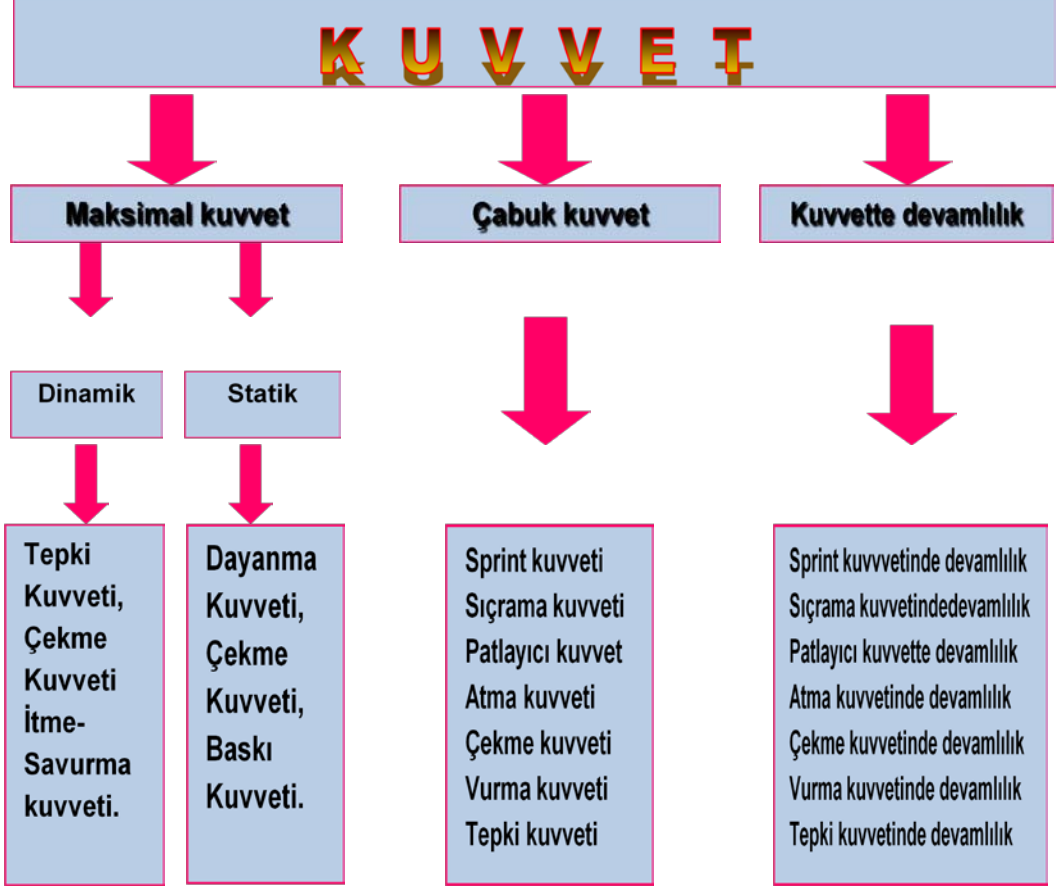 KUVVET
Maksimal kuvvet
Çabuk kuvvet
Kuvvette devamlılık
Dinamik
Statik
Tepki
Kuvveti,
Çekme
Kuvveti
İtme-
Savurma
kuvveti.
Dayanma
Kuvveti,
Çekme
Kuvveti,
Baskı
Kuvveti.
Sprint kuvveti
Sıçrama kuvveti
Patlayıcı kuvvet
Atma kuvveti
Çekme kuvveti
Vurma kuvveti
Tepki kuvveti
Sprint kuvvvetinde devamlılık
Sıçrama kuvvetindedevamlılık
Patlayıcı kuvvette devamlılık
Atma kuvvetinde devamlılık
Çekme kuvvetinde devamlılık
Vurma kuvvetinde devamlılık
Tepki kuvvetinde devamlılık